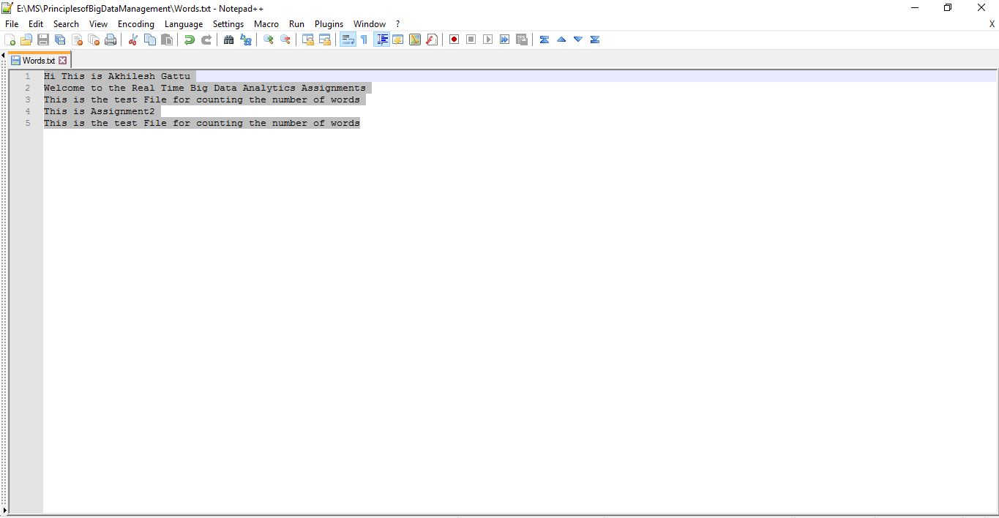 E:\MS\PrinciplesofBigDataManagement\Words.txt - Notepad++
File Edit Search View Encoding Language Settings Macro Run Plugins Window ? X
Words.txt
1 Hi This is Akhilesh Gattu
2 Welcome to the Real Time Big Data Analytics Assignments
3 This is the test File for counting the number of words
4 This is Assignment2
5 This is the test File for counting the number of words